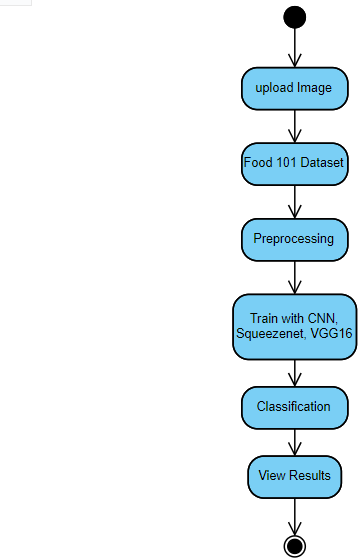 upload Image
Food 101 Dataset
Preprocessing
Train with CNN,
Squeezenet, VGG16
Classification
View Results